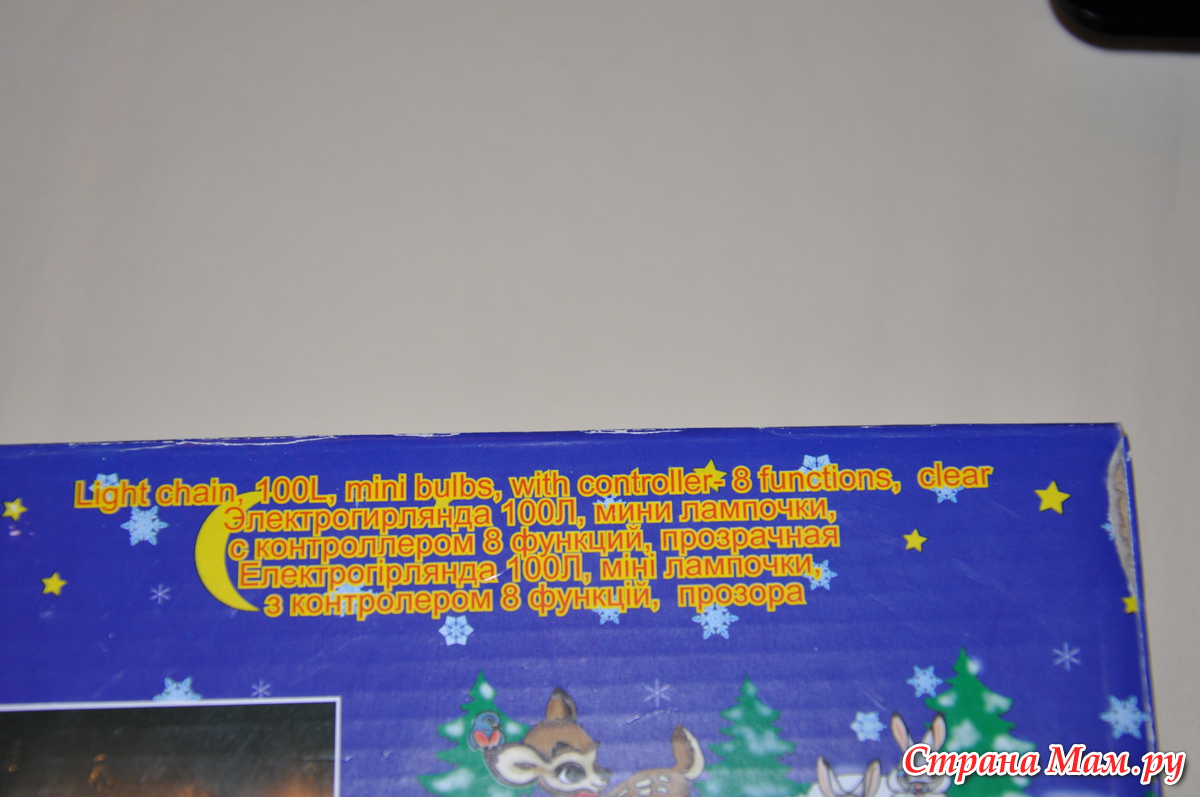 Light chain, 100L, mini bulbs, with controller- 8 functions, clear
Электрогирлянда 100Л, мини лампочки,
с контроллером 8 функций, прозрачная
Електрогірлянда 100Л, міні лампочки,
з контролером 8 функцій, прозора
Страна Мам.ру